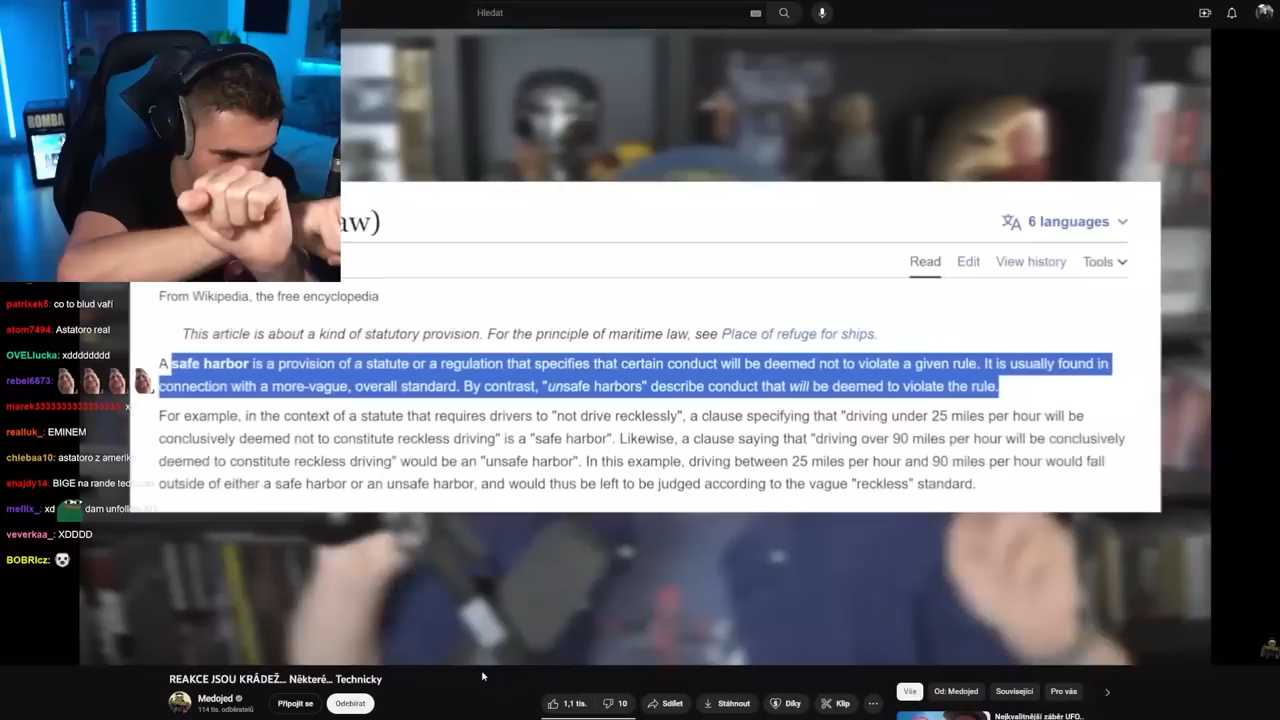 Hledat
BOMBA
aw)
6 languages
Read Edit View history Tools
From Wikipedia, the free encyclopedia
This article is about a kind of statutory provision. For the principle of maritime law, see Place of refuge for ships.
A safe harbor is a provision of a statute or a regulation that specifies that certain conduct will be deemed not to violate a given rule. It is usually found in
connection with a more-vague, overall standard. By contrast, "unsafe harbors" describe conduct that will be deemed to violate the rule.
For example, in the context of a statute that requires drivers to "not drive recklessly", a clause specifying that "driving under 25 miles per hour will be
conclusively deemed not to constitute reckless driving" is a "safe harbor". Likewise, a clause saying that "driving over 90 miles per hour will be conclusively
deemed to constitute reckless driving" would be an "unsafe harbor". In this example, driving between 25 miles per hour and 90 miles per hour would fall
outside of either a safe harbor or an unsafe harbor, and would thus be left to be judged according to the vague "reckless" standard.
patrixek5: co to blud vaří
atom7494: Astatoro real
OVELlucka: xdddddddd
rebel6673:
x
realluk_: EMINEM
chlebaa10: astatoro z amerik
snajdy14: BIGE na rande ted
meflix_: xd dam unfoll
veverkaa_: XDDDD
BOBRIcz:
REAKCE JSOU KRÁDEŽ... Některé... Technicky
Medojed
114 tis. odběratelů
Připojit se
Odebírat
1,1 tis.
10
Sdílet
Stáhnout
Díky
Klip
Vše
Od: Medojed
Související
Pro vás
Nejkvalitnější záběr UFO..